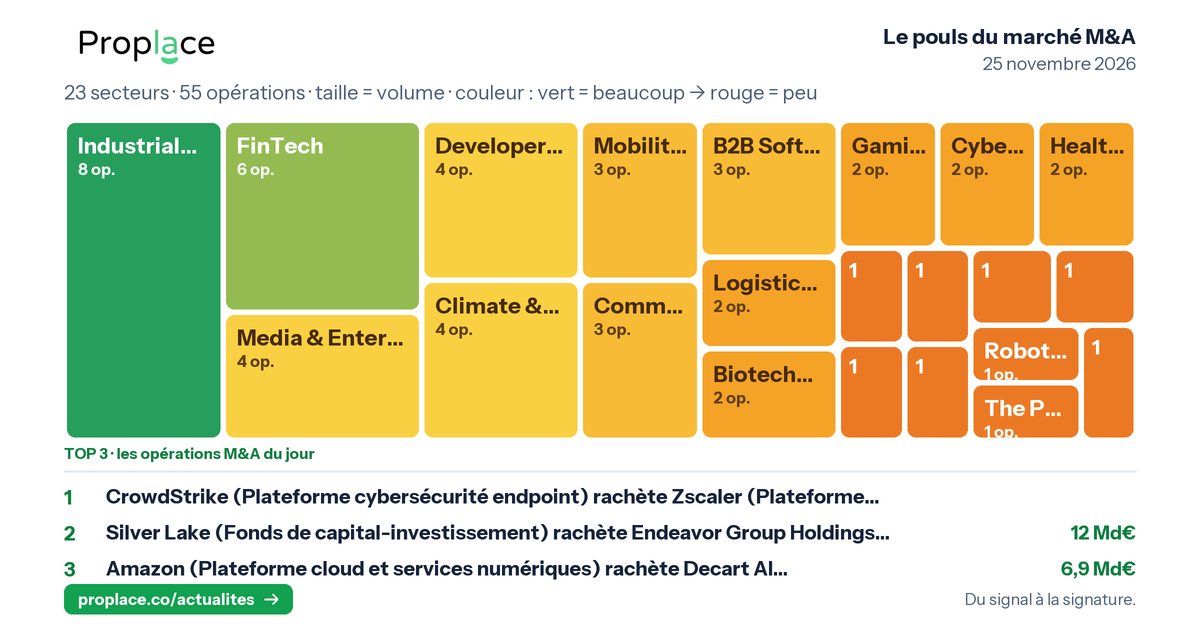 Proplace
Le pouls du marché M&A
25 novembre 2026
23 secteurs · 55 opérations · taille = volume · couleur : vert = beaucoup → rouge = peu
Industrial...
8 op.
FinTech
6 op.
Media & Enter...
4 op.
Developer...
4 op.
Climate &...
4 op.
Mobilit...
3 op.
Comm...
3 op.
B2B Soft...
3 op.
Logistic...
2 op.
Biotech...
2 op.
Gami...
2 op.
Cybe...
2 op.
Healt...
2 op.
1
1
1
1
1
1
Robot...
1 op.
The P...
1 op.
1
TOP 3 · les opérations M&A du jour
1 CrowdStrike (Plateforme cybersécurité endpoint) rachète Zscaler (Plateforme...
2 Silver Lake (Fonds de capital-investissement) rachète Endeavor Group Holdings... 12 Md€
3 Amazon (Plateforme cloud et services numériques) rachète Decart AI... 6,9 Md€
proplace.co/actualites →
Du signal à la signature.